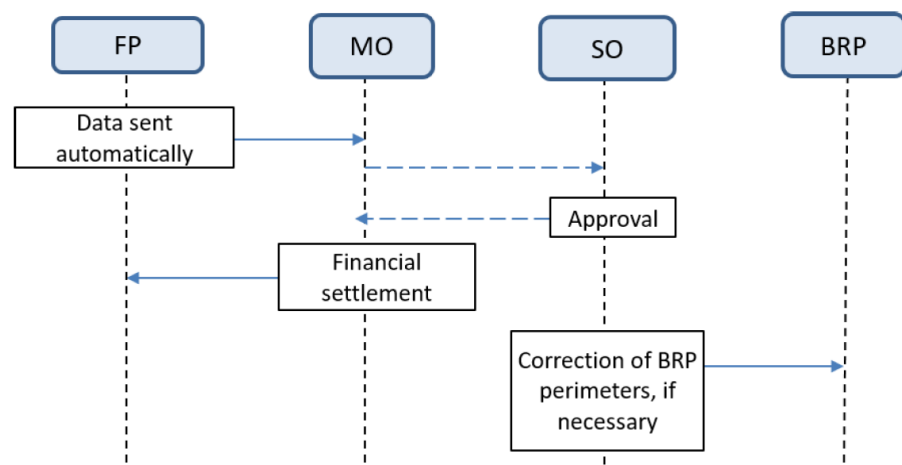 FP
MO
SO
BRP
Data sent
automatically
Approval
Financial
settlement
Correction of BRP
perimeters, if
necessary